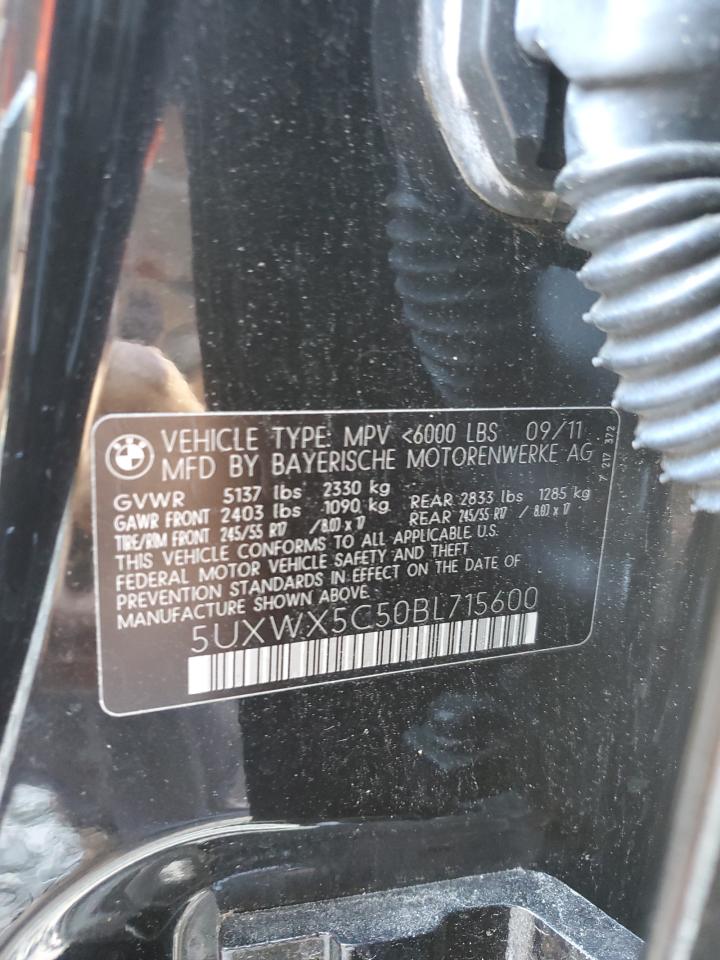 BMW
VEHICLE TYPE: MPV <6000 LBS 09/11
MFD BY BAYERISCHE MOTORENWERKE AG
GVWR 5137 lbs 2330 kg
GAWR FRONT 2403 lbs 1090 kg REAR 2833 lbs 1285 kg
TIRE/RIM FRONT 245/55 R17 / 8.0J x 17 REAR 245/55 R17 / 8.0J x 17
THIS VEHICLE CONFORMS TO ALL APPLICABLE U.S.
FEDERAL MOTOR VEHICLE SAFETY AND THEFT
PREVENTION STANDARDS IN EFFECT ON THE DATE OF
MANUFACTURE SHOWN ABOVE.
5UXWX5C50BL715600
7 217 372